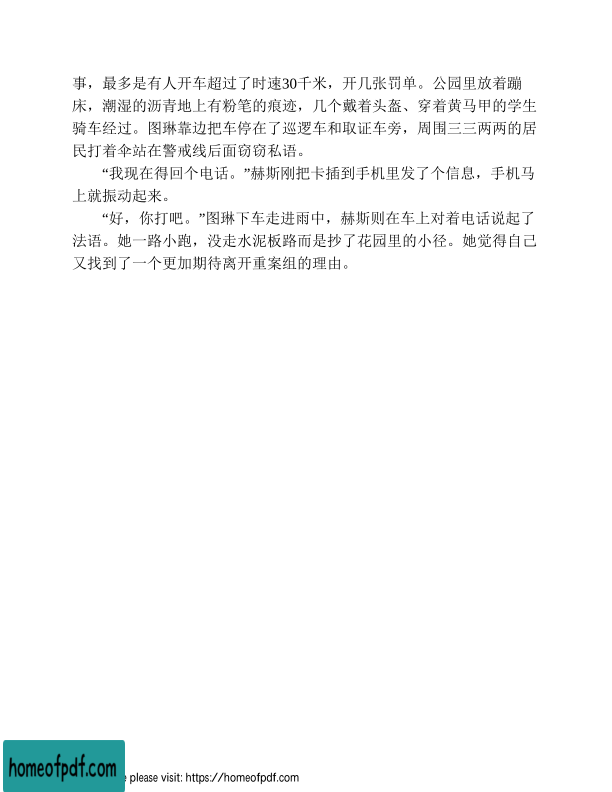 事，最多是有人开车超过了时速30千米，开几张罚单。公园里放着蹦
床，潮湿的沥青地上有粉笔的痕迹，几个戴着头盔、穿着黄马甲的学生
骑车经过。图琳靠边把车停在了巡逻车和取证车旁，周围三三两两的居
民打着伞站在警戒线后面窃窃私语。
“我现在得回个电话。”赫斯刚把卡插到手机里发了个信息，手机马
上就振动起来。
“好，你打吧。”图琳下车走进雨中，赫斯则在车上对着电话说起了
法语。她一路小跑，没走水泥板路而是抄了花园里的小径。她觉得自己
又找到了一个更加期待离开重案组的理由。
homeofpdf.com
e please visit: https://homeofpdf.com